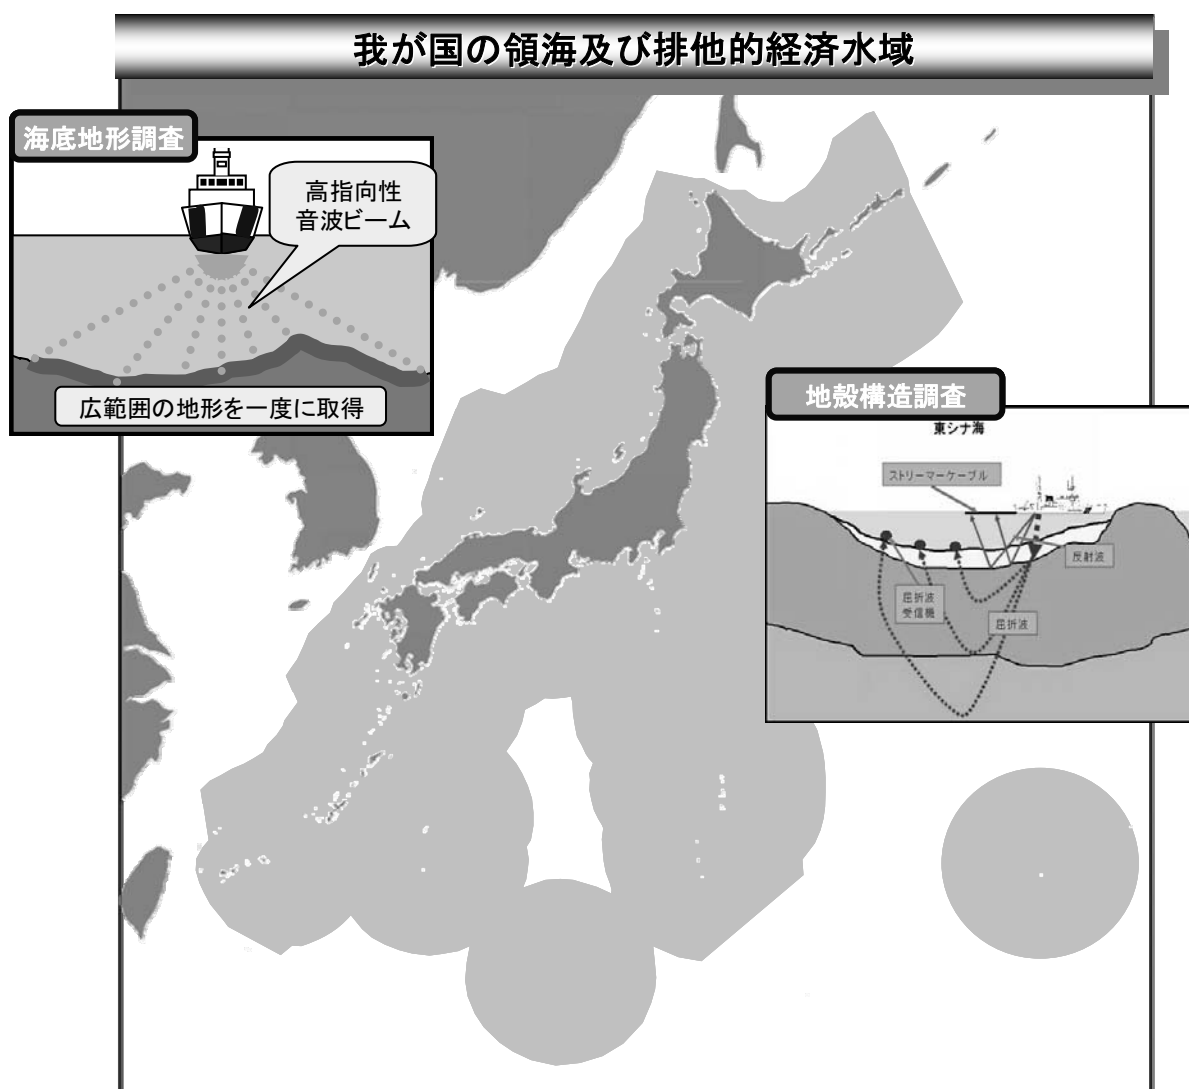 我が国の領海及び排他的経済水域
海底地形調査
高指向性
音波ビーム
広範囲の地形を一度に取得
地殻構造調査
東シナ海
ストリーマーケーブル
反射波
屈折波
受信機
屈折波